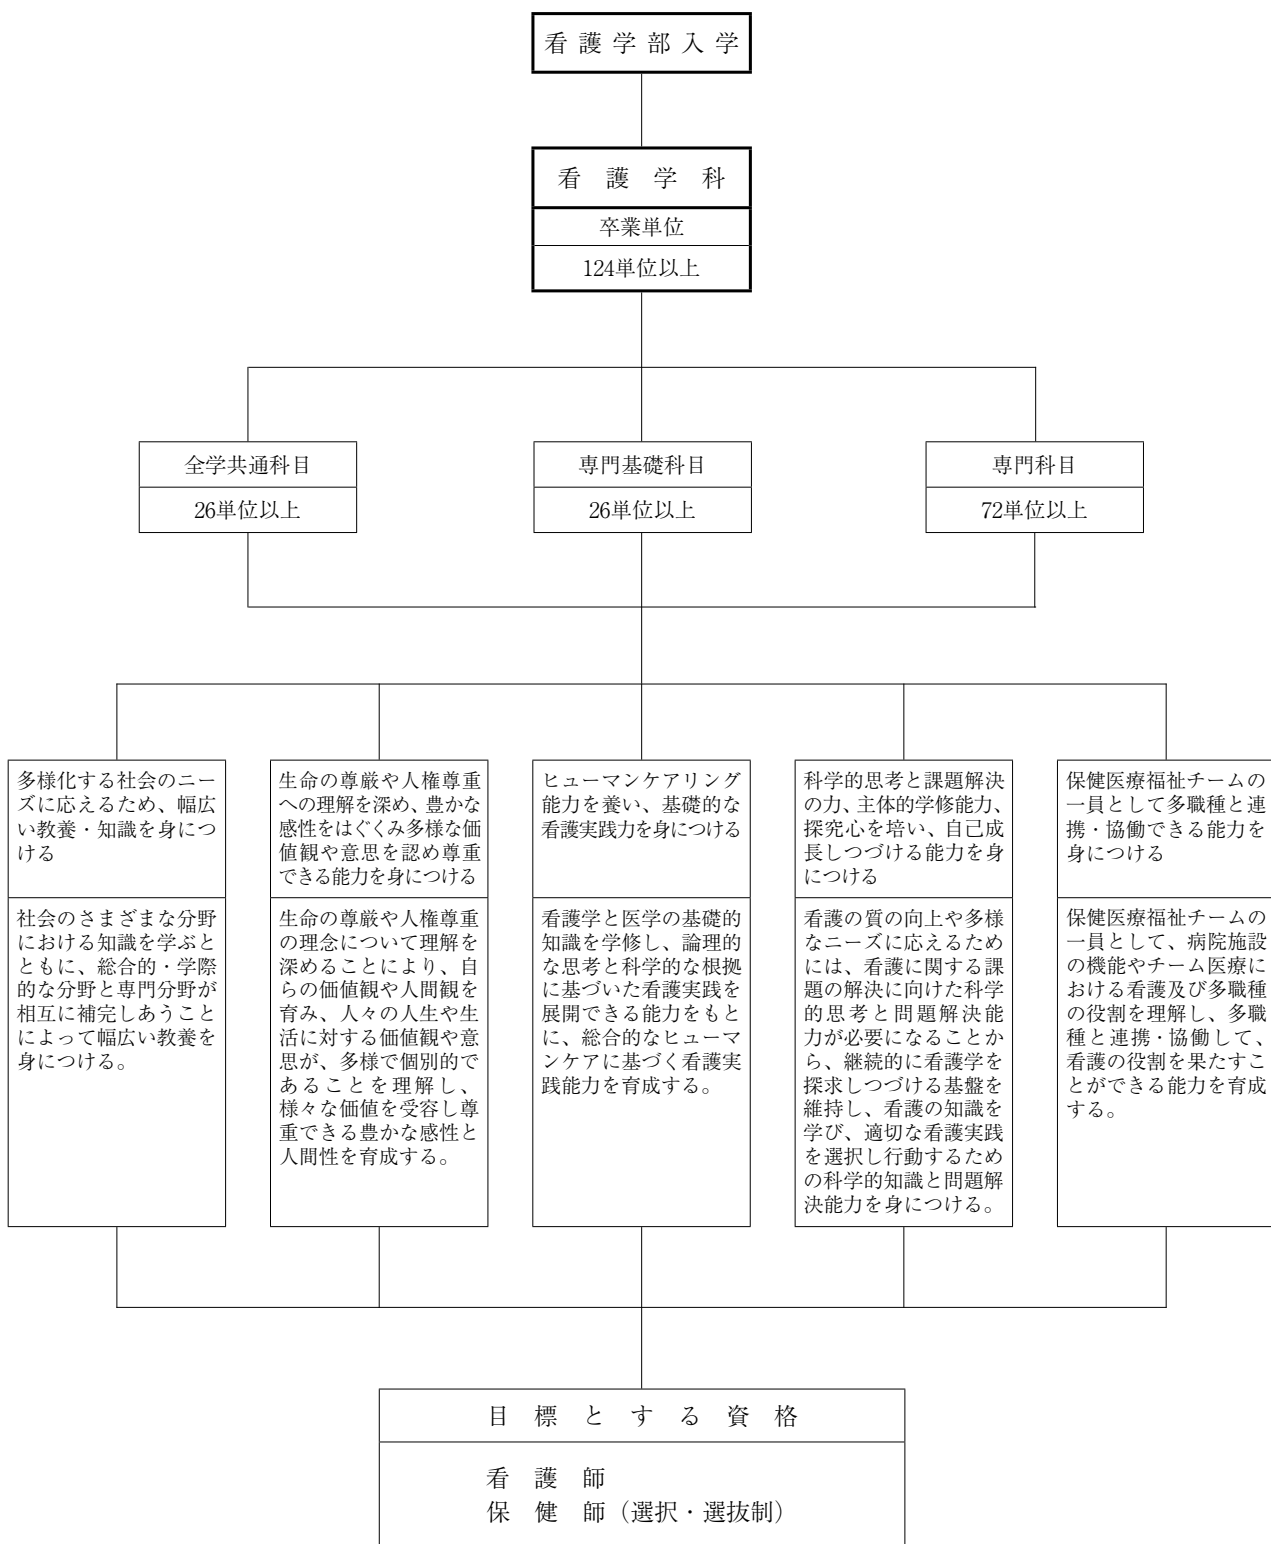 看護学部入学
看護学科
卒業単位
124単位以上
全学共通科目
26単位以上
専門基礎科目
26単位以上
専門科目
72単位以上
多様化する社会のニー
ズに応えるため、幅広
い教養・知識を身につ
ける
社会のさまざまな分野
における知識を学ぶと
ともに、総合的・学際
的な分野と専門分野が
相互に補完しあうこと
によって幅広い教養を
身につける。
生命の尊厳や人権尊重
への理解を深め、豊かな
感性をはぐくみ多様な価
値観や意思を認め尊重
できる能力を身につける
生命の尊厳や人権尊重
の理念について理解を
深めることにより、自
らの価値観や人間観を
育み、人々の人生や生
活に対する価値観や意
思が、多様で個別的で
あることを理解し、
様々な価値を受容し尊
重できる豊かな感性と
人間性を育成する。
ヒューマンケアリング
能力を養い、基礎的な
看護実践力を身につける
看護学と医学の基礎的
知識を学修し、論理的
な思考と科学的な根拠
に基づいた看護実践を
展開できる能力をもと
に、総合的なヒューマ
ンケアに基づく看護実
践能力を育成する。
科学的思考と課題解決
の力、主体的学修能力、
探究心を培い、自己成
長しつづける能力を身
につける
看護の質の向上や多様
なニーズに応えるため
には、看護に関する課
題の解決に向けた科学
的思考と問題解決能
力が必要になることか
ら、継続的に看護学を
探求しつづける基盤を
維持し、看護の知識を
学び、適切な看護実践
を選択し行動するため
の科学的知識と問題解
決能力を身につける。
保健医療福祉チームの
一員として多職種と連
携・協働できる能力を
身につける
保健医療福祉チームの
一員として、病院施設
の機能やチーム医療に
おける看護及び多職種
の役割を理解し、多職
種と連携・協働して、
看護の役割を果たすこ
とができる能力を育成
する。
目標とする資格
看護師
保健師（選択・選抜制）